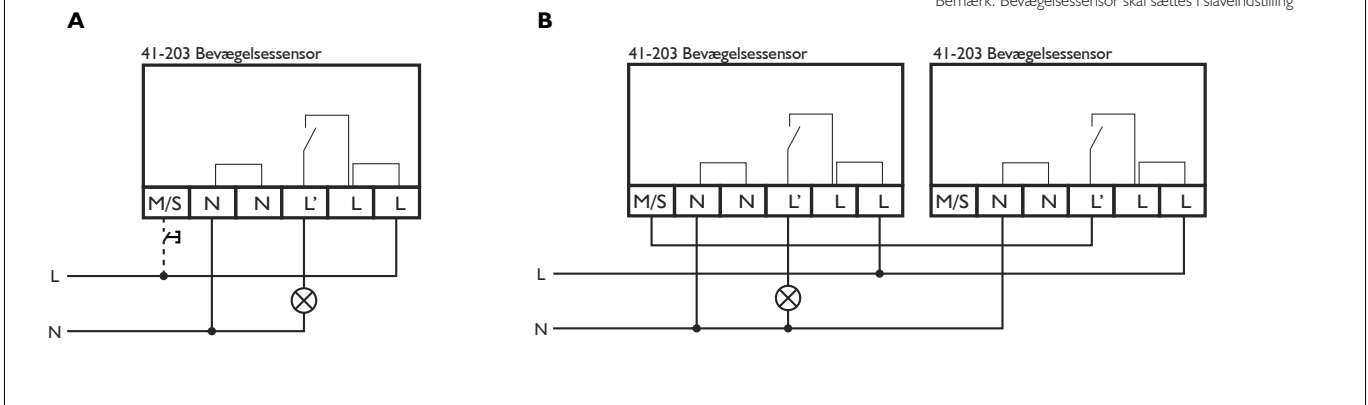 Bemærk: Bevægelsessensor skal sættes i slaveindstilling
A
41-203 Bevægelsessensor
M/S N N L’ L L
L
N
B
41-203 Bevægelsessensor
41-203 Bevægelsessensor
M/S N N L’ L L
M/S N N L’ L L
L
N